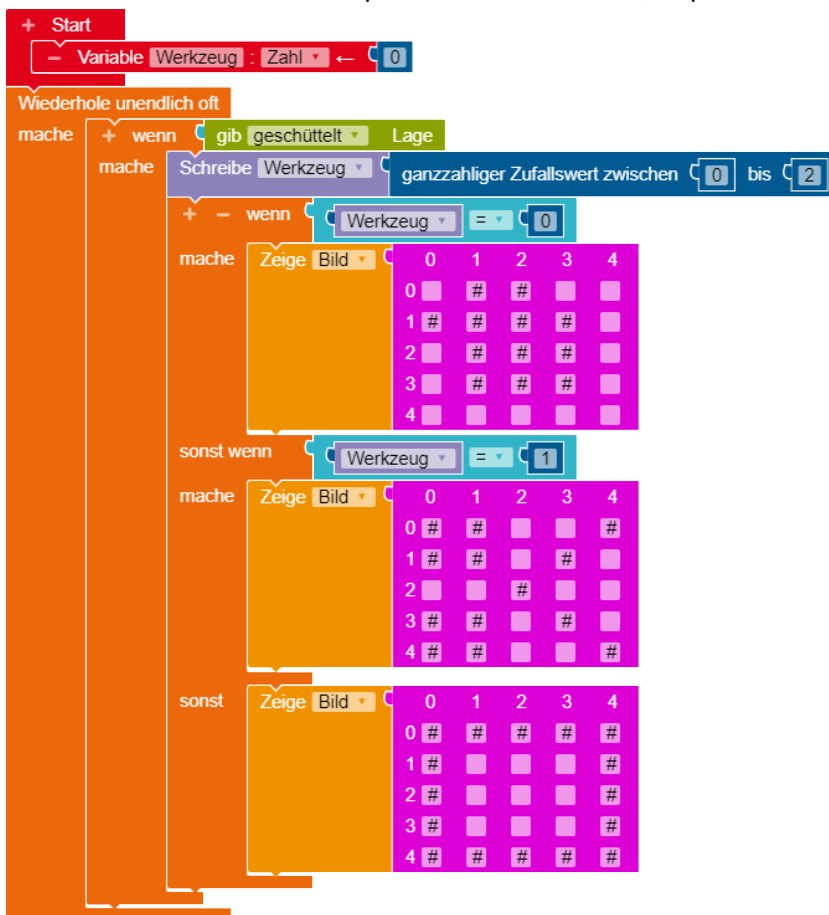 + Start
− Variable Werkzeug : Zahl ← 0
Wiederhole unendlich oft
mache + wenn gib geschüttelt Lage
mache Schreibe Werkzeug ganzzahliger Zufallswert zwischen 0 bis 2
+ − wenn Werkzeug = 0
mache Zeige Bild 0 1 2 3 4
0 # #
1 # # # #
2 # # #
3 # # #
4
sonst wenn Werkzeug = 1
mache Zeige Bild 0 1 2 3 4
0 # # #
1 # # #
2 #
3 # # #
4 # # #
sonst Zeige Bild 0 1 2 3 4
0 # # # # #
1 # #
2 # #
3 # #
4 # # # # #